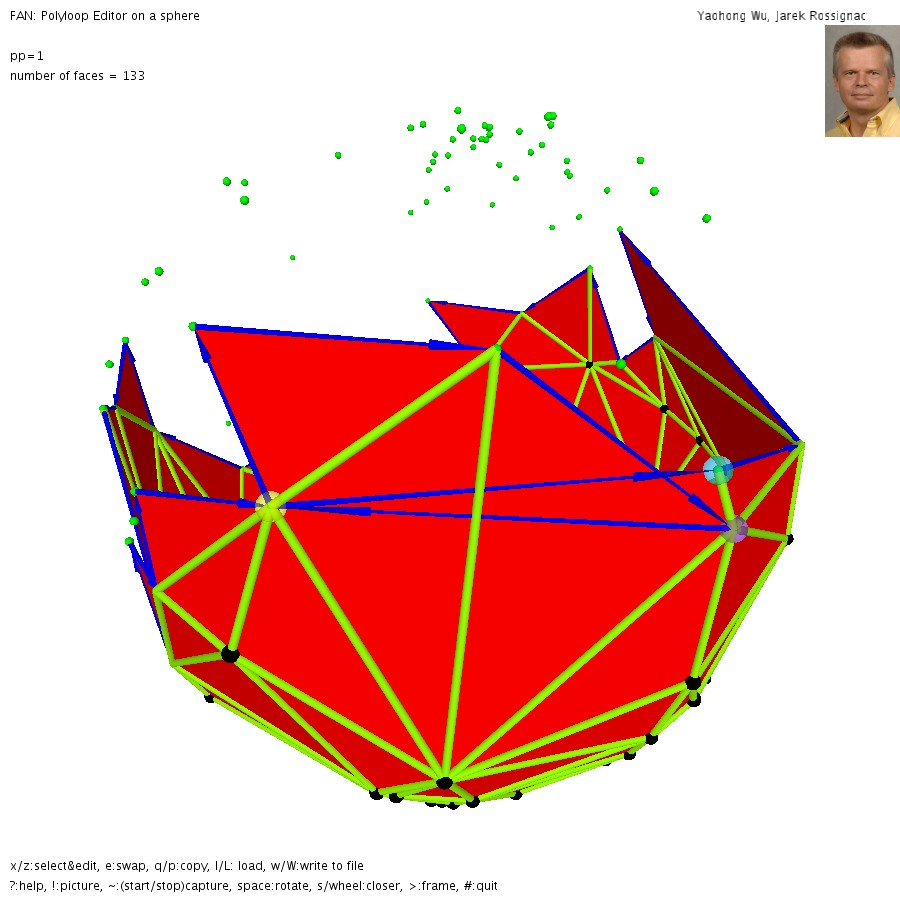 FAN: Polyloop Editor on a sphere
Yaohong Wu, Jarek Rossignac
pp=1
number of faces = 133
x/z:select&edit, e:swap, q/p:copy, l/L: load, w/W:write to file
?:help, !:picture, ~:(start/stop)capture, space:rotate, s/wheel:closer, >:frame, #:quit